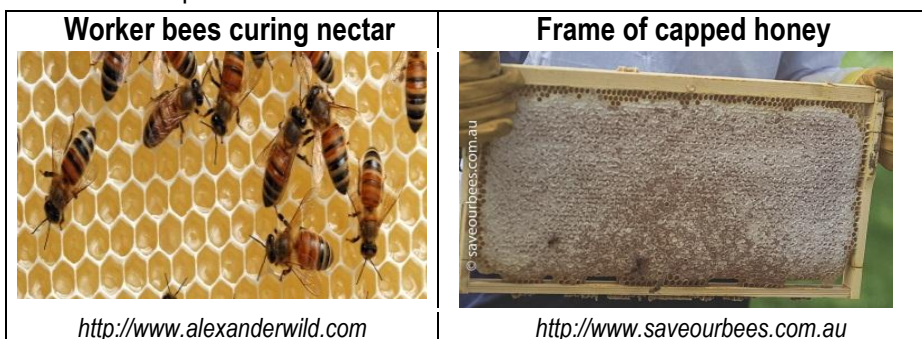 Worker bees curing nectar
Frame of capped honey
© saveourbees.com.au
http://www.alexanderwild.com
http://www.saveourbees.com.au